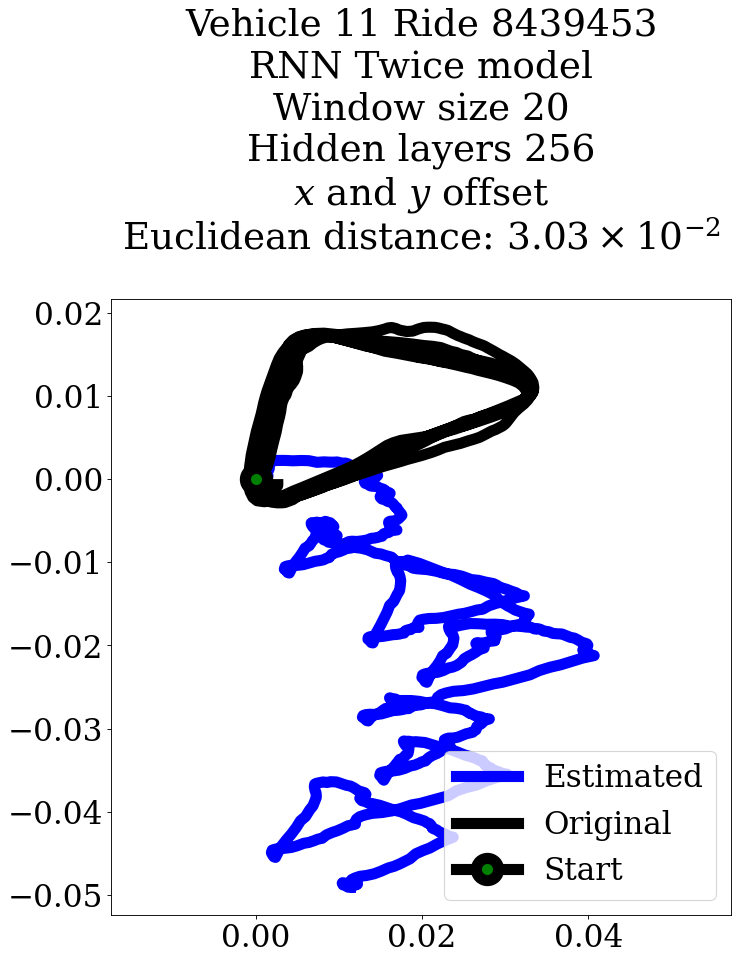 Vehicle 11 Ride 8439453
RNN Twice model
Window size 20
Hidden layers 256
x and y offset
Euclidean distance: 3.03 × 10⁻²
0.02
0.01
0.00
−0.01
−0.02
−0.03
−0.04
−0.05
Estimated
Original
Start
0.00 0.02 0.04